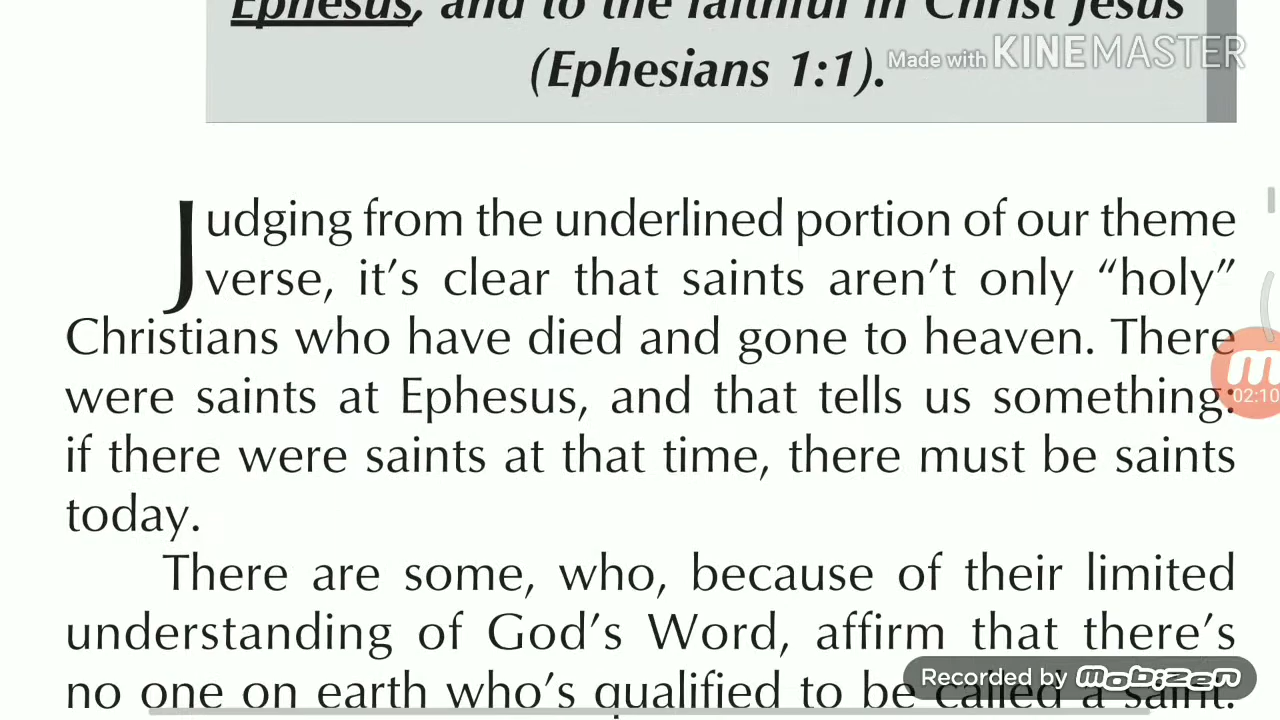 Ephesus, and to the faithful in Christ Jesus
(Ephesians 1:1).
Made with KINEMASTER
Judging from the underlined portion of our theme
verse, it’s clear that saints aren’t only “holy”
Christians who have died and gone to heaven. There
were saints at Ephesus, and that tells us something:
if there were saints at that time, there must be saints
today.
There are some, who, because of their limited
understanding of God’s Word, affirm that there’s
no one on earth who’s qualified to be called a saint.
02:10
Recorded by mobizen